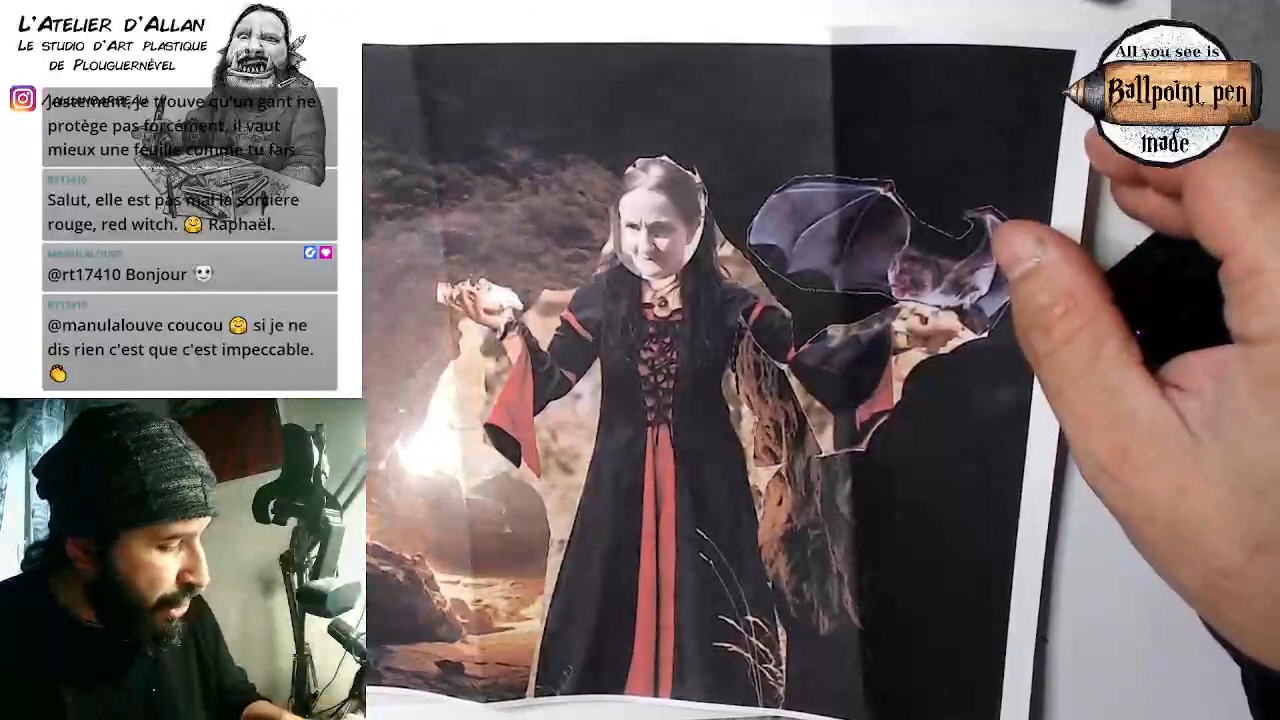 L'Atelier d'Allan
Le studio d'Art plastique
de Plouguernével
Justement, je trouve qu'un gant ne
protège pas forcément, il vaut
mieux une feuille comme tu fais
RT17410
Salut, elle est pas mal la sorcière
rouge, red witch. 🤗 Raphaël.
MANULALOUVE
@rt17410 Bonjour
RT17410
@manulalouve coucou 🤗 si je ne
dis rien c'est que c'est impeccable.
👏
All you see is
Ballpoint pen
made